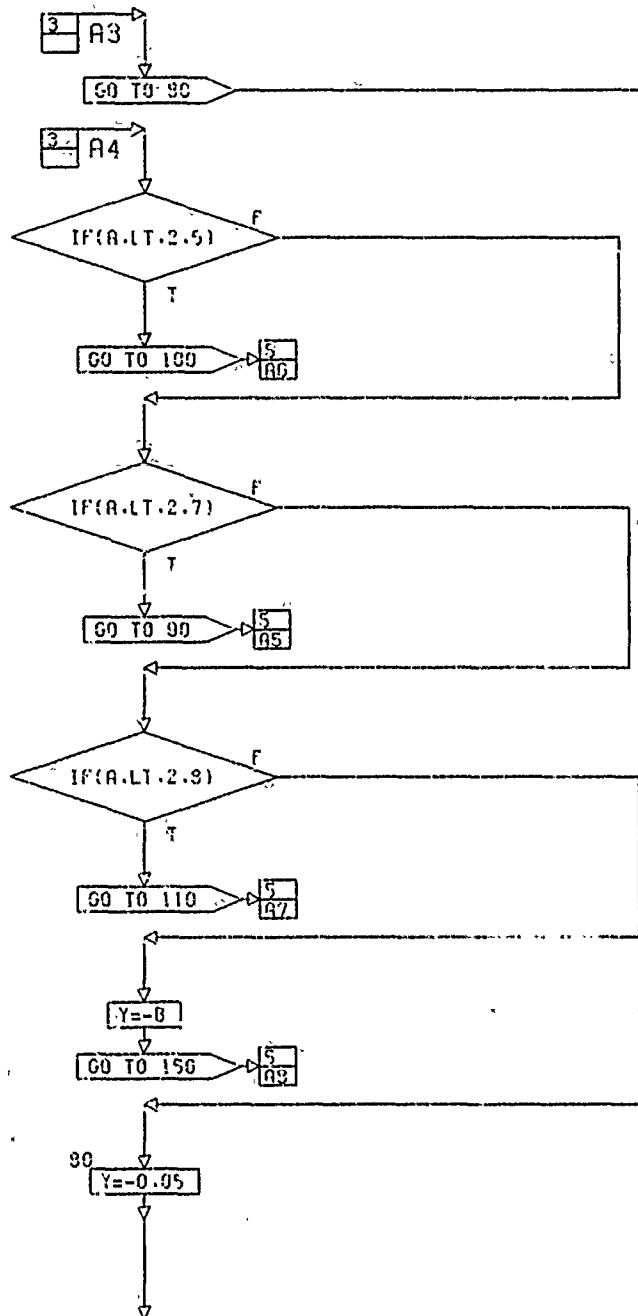 3 A3
GO TO 80
3 A4
IF(A.LT.2.5) F
T
GO TO 100 5
A6
IF(A.LT.2.7) F
T
GO TO 90 5
A5
IF(A.LT.2.8) F
T
GO TO 110 5
A7
Y=-B
GO TO 150 5
A8
80
Y=-0.05